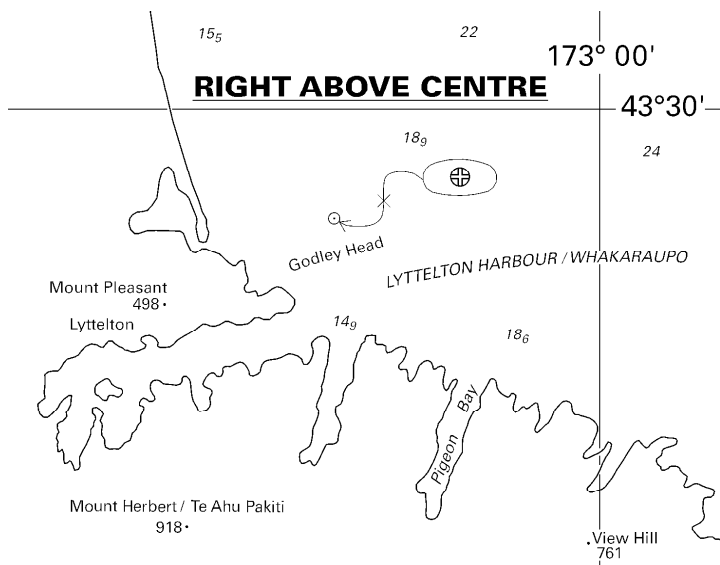 15₅
22
173° 00'
RIGHT ABOVE CENTRE
43°30'
18₉
24
Godley Head
LYTTELTON HARBOUR / WHAKARAUPO
Mount Pleasant
498
Lyttelton
14₉
18₆
Pigeon Bay
Mount Herbert / Te Ahu Pakiti
918
View Hill
761